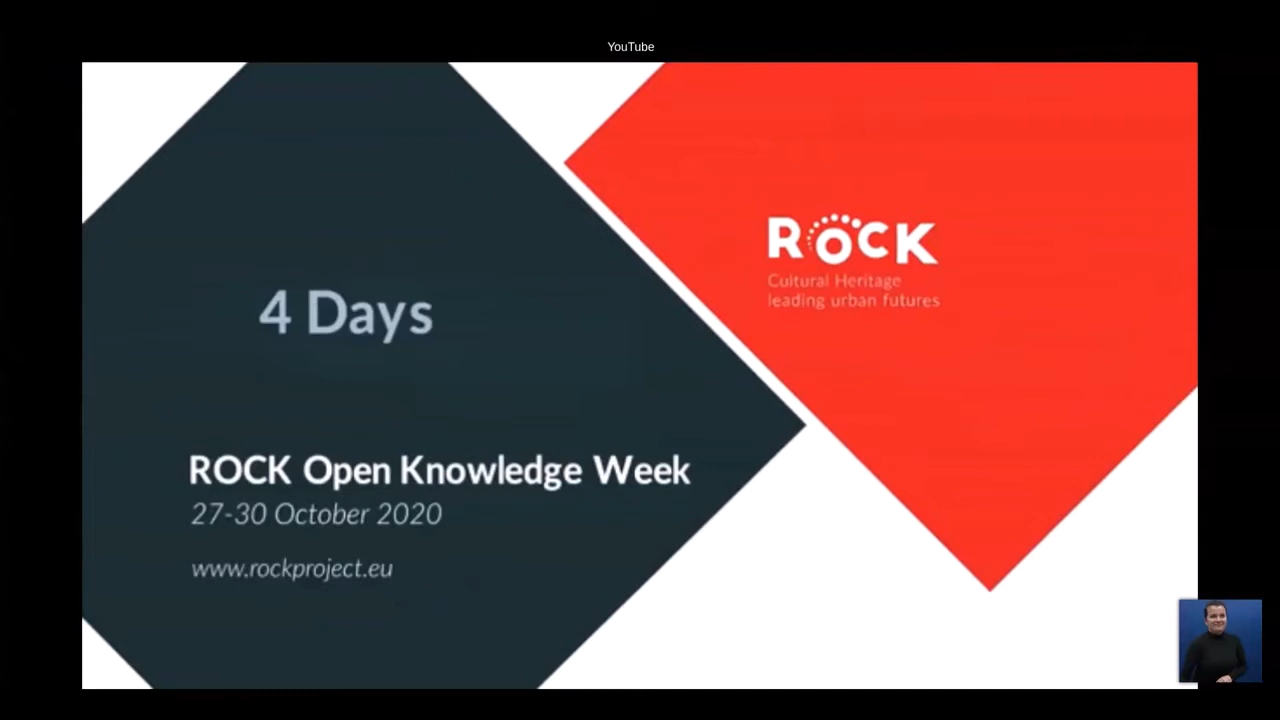 YouTube
4 Days
ROCK Open Knowledge Week
27-30 October 2020
www.rockproject.eu
ROCK
Cultural Heritage
leading urban futures